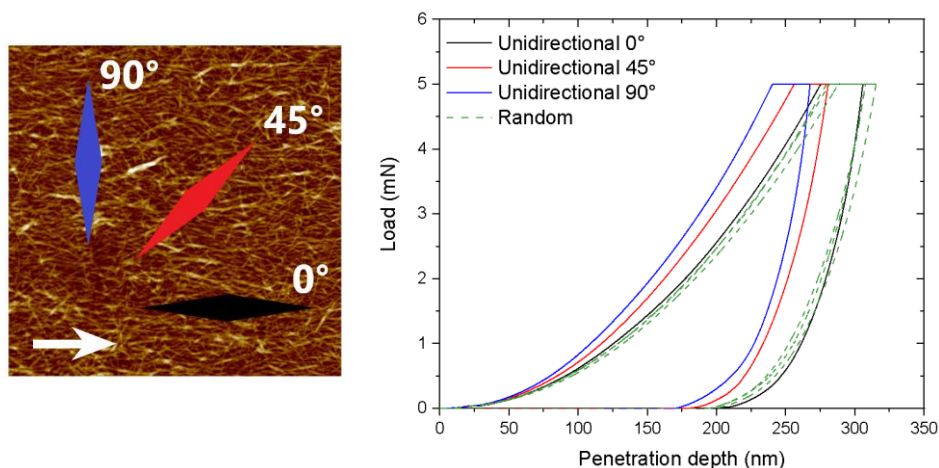 90°
45°
0°
Unidirectional 0°
Unidirectional 45°
Unidirectional 90°
Random
Load (mN)
6
5
4
3
2
1
0
0 50 100 150 200 250 300 350
Penetration depth (nm)